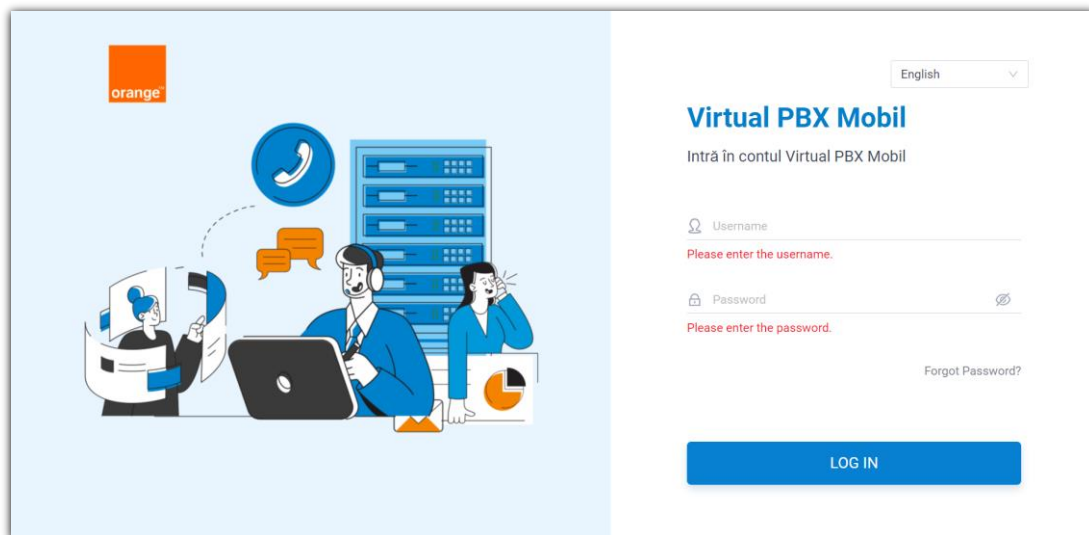 orange
English
Virtual PBX Mobil
Intră în contul Virtual PBX Mobil
Username
Please enter the username.
Password
Please enter the password.
Forgot Password?
LOG IN